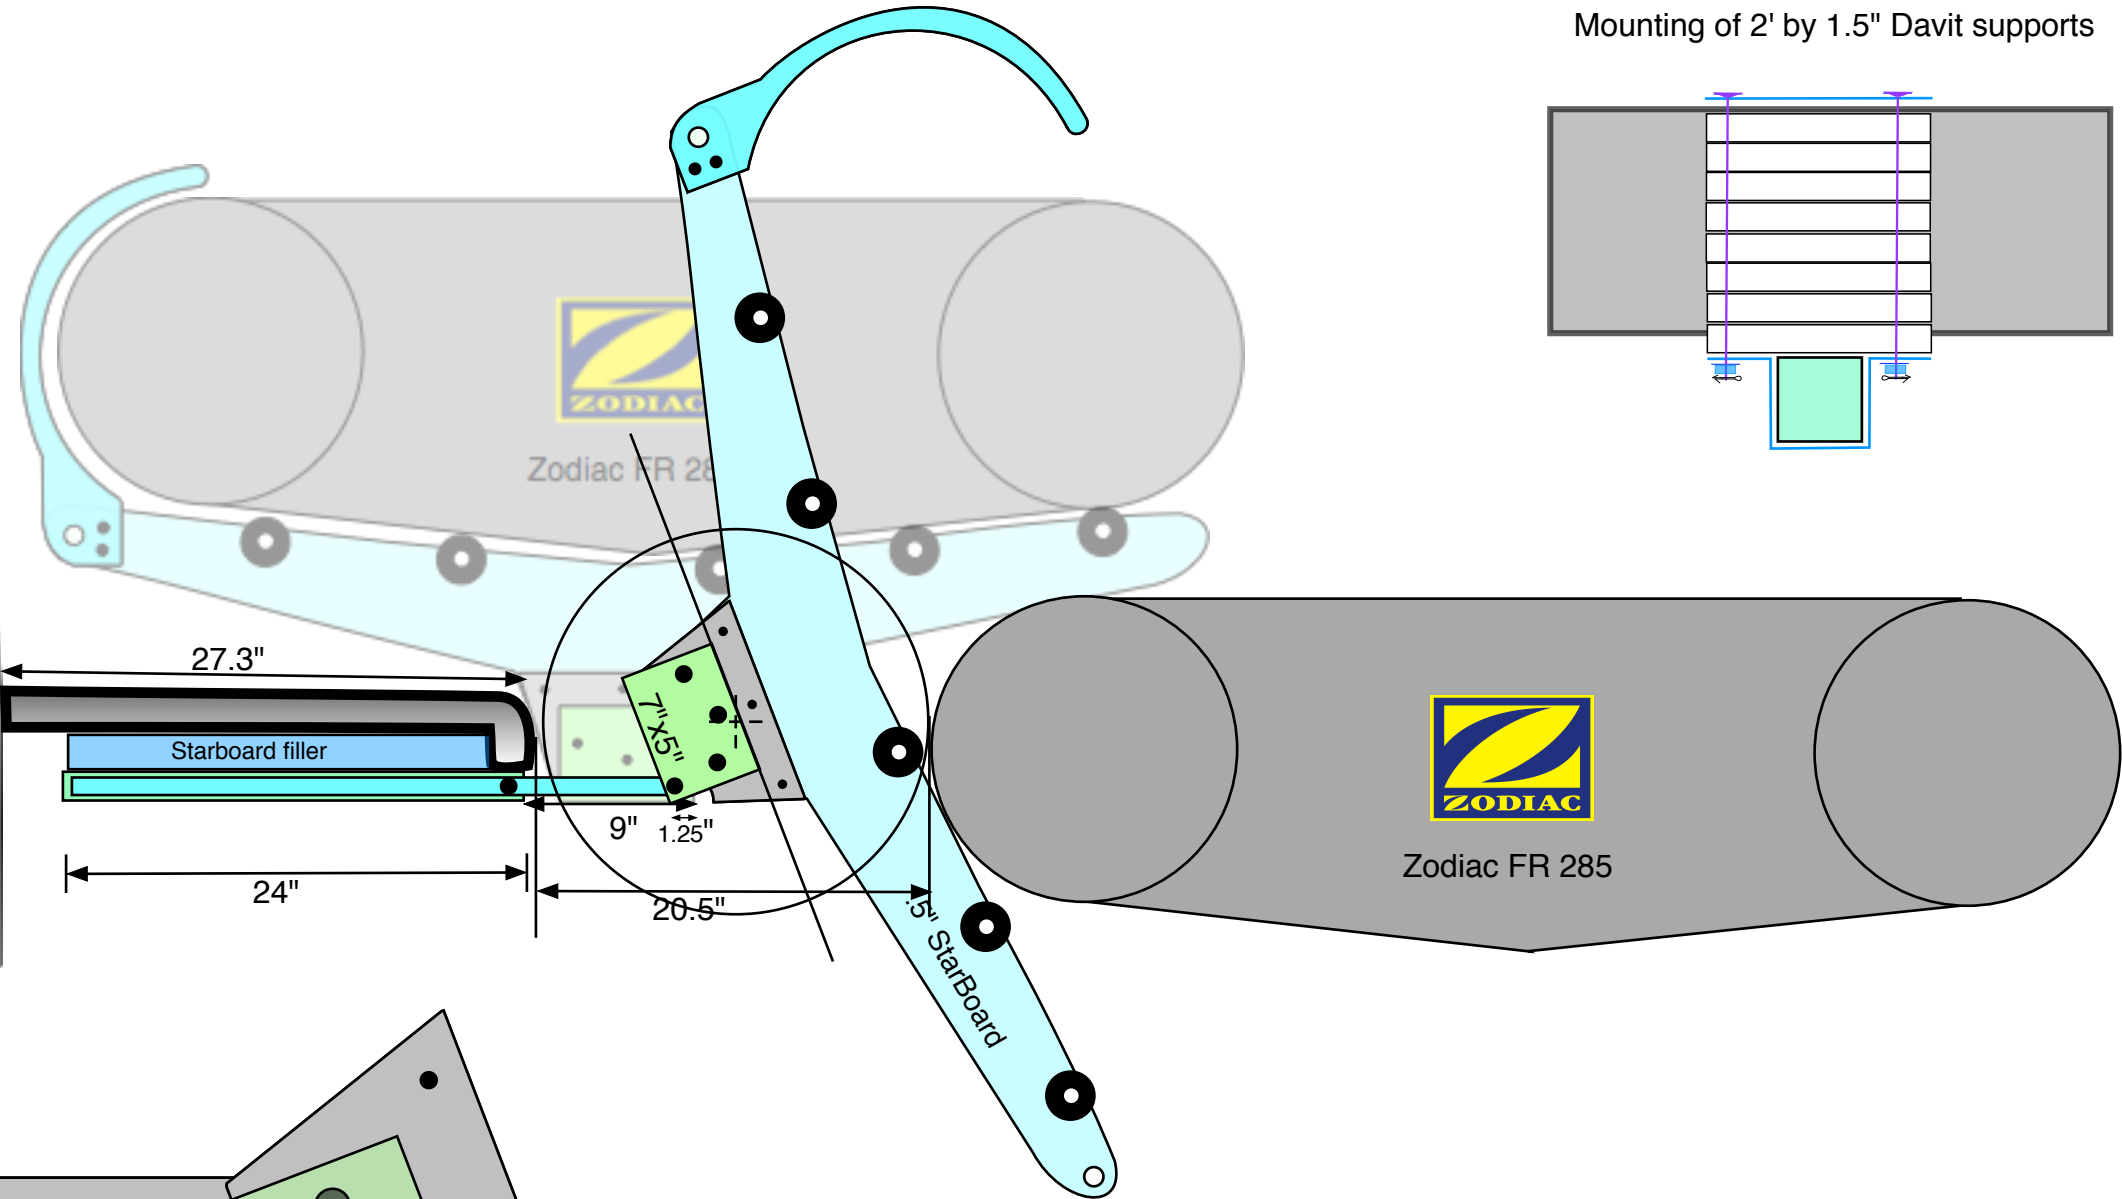 Mounting of 2' by 1.5" Davit supports
ZODIAC
Zodiac FR 28
27.3"
Starboard filler
7"x5"
9"
1.25"
24"
20.5"
.5" StarBoard
ZODIAC
Zodiac FR 285